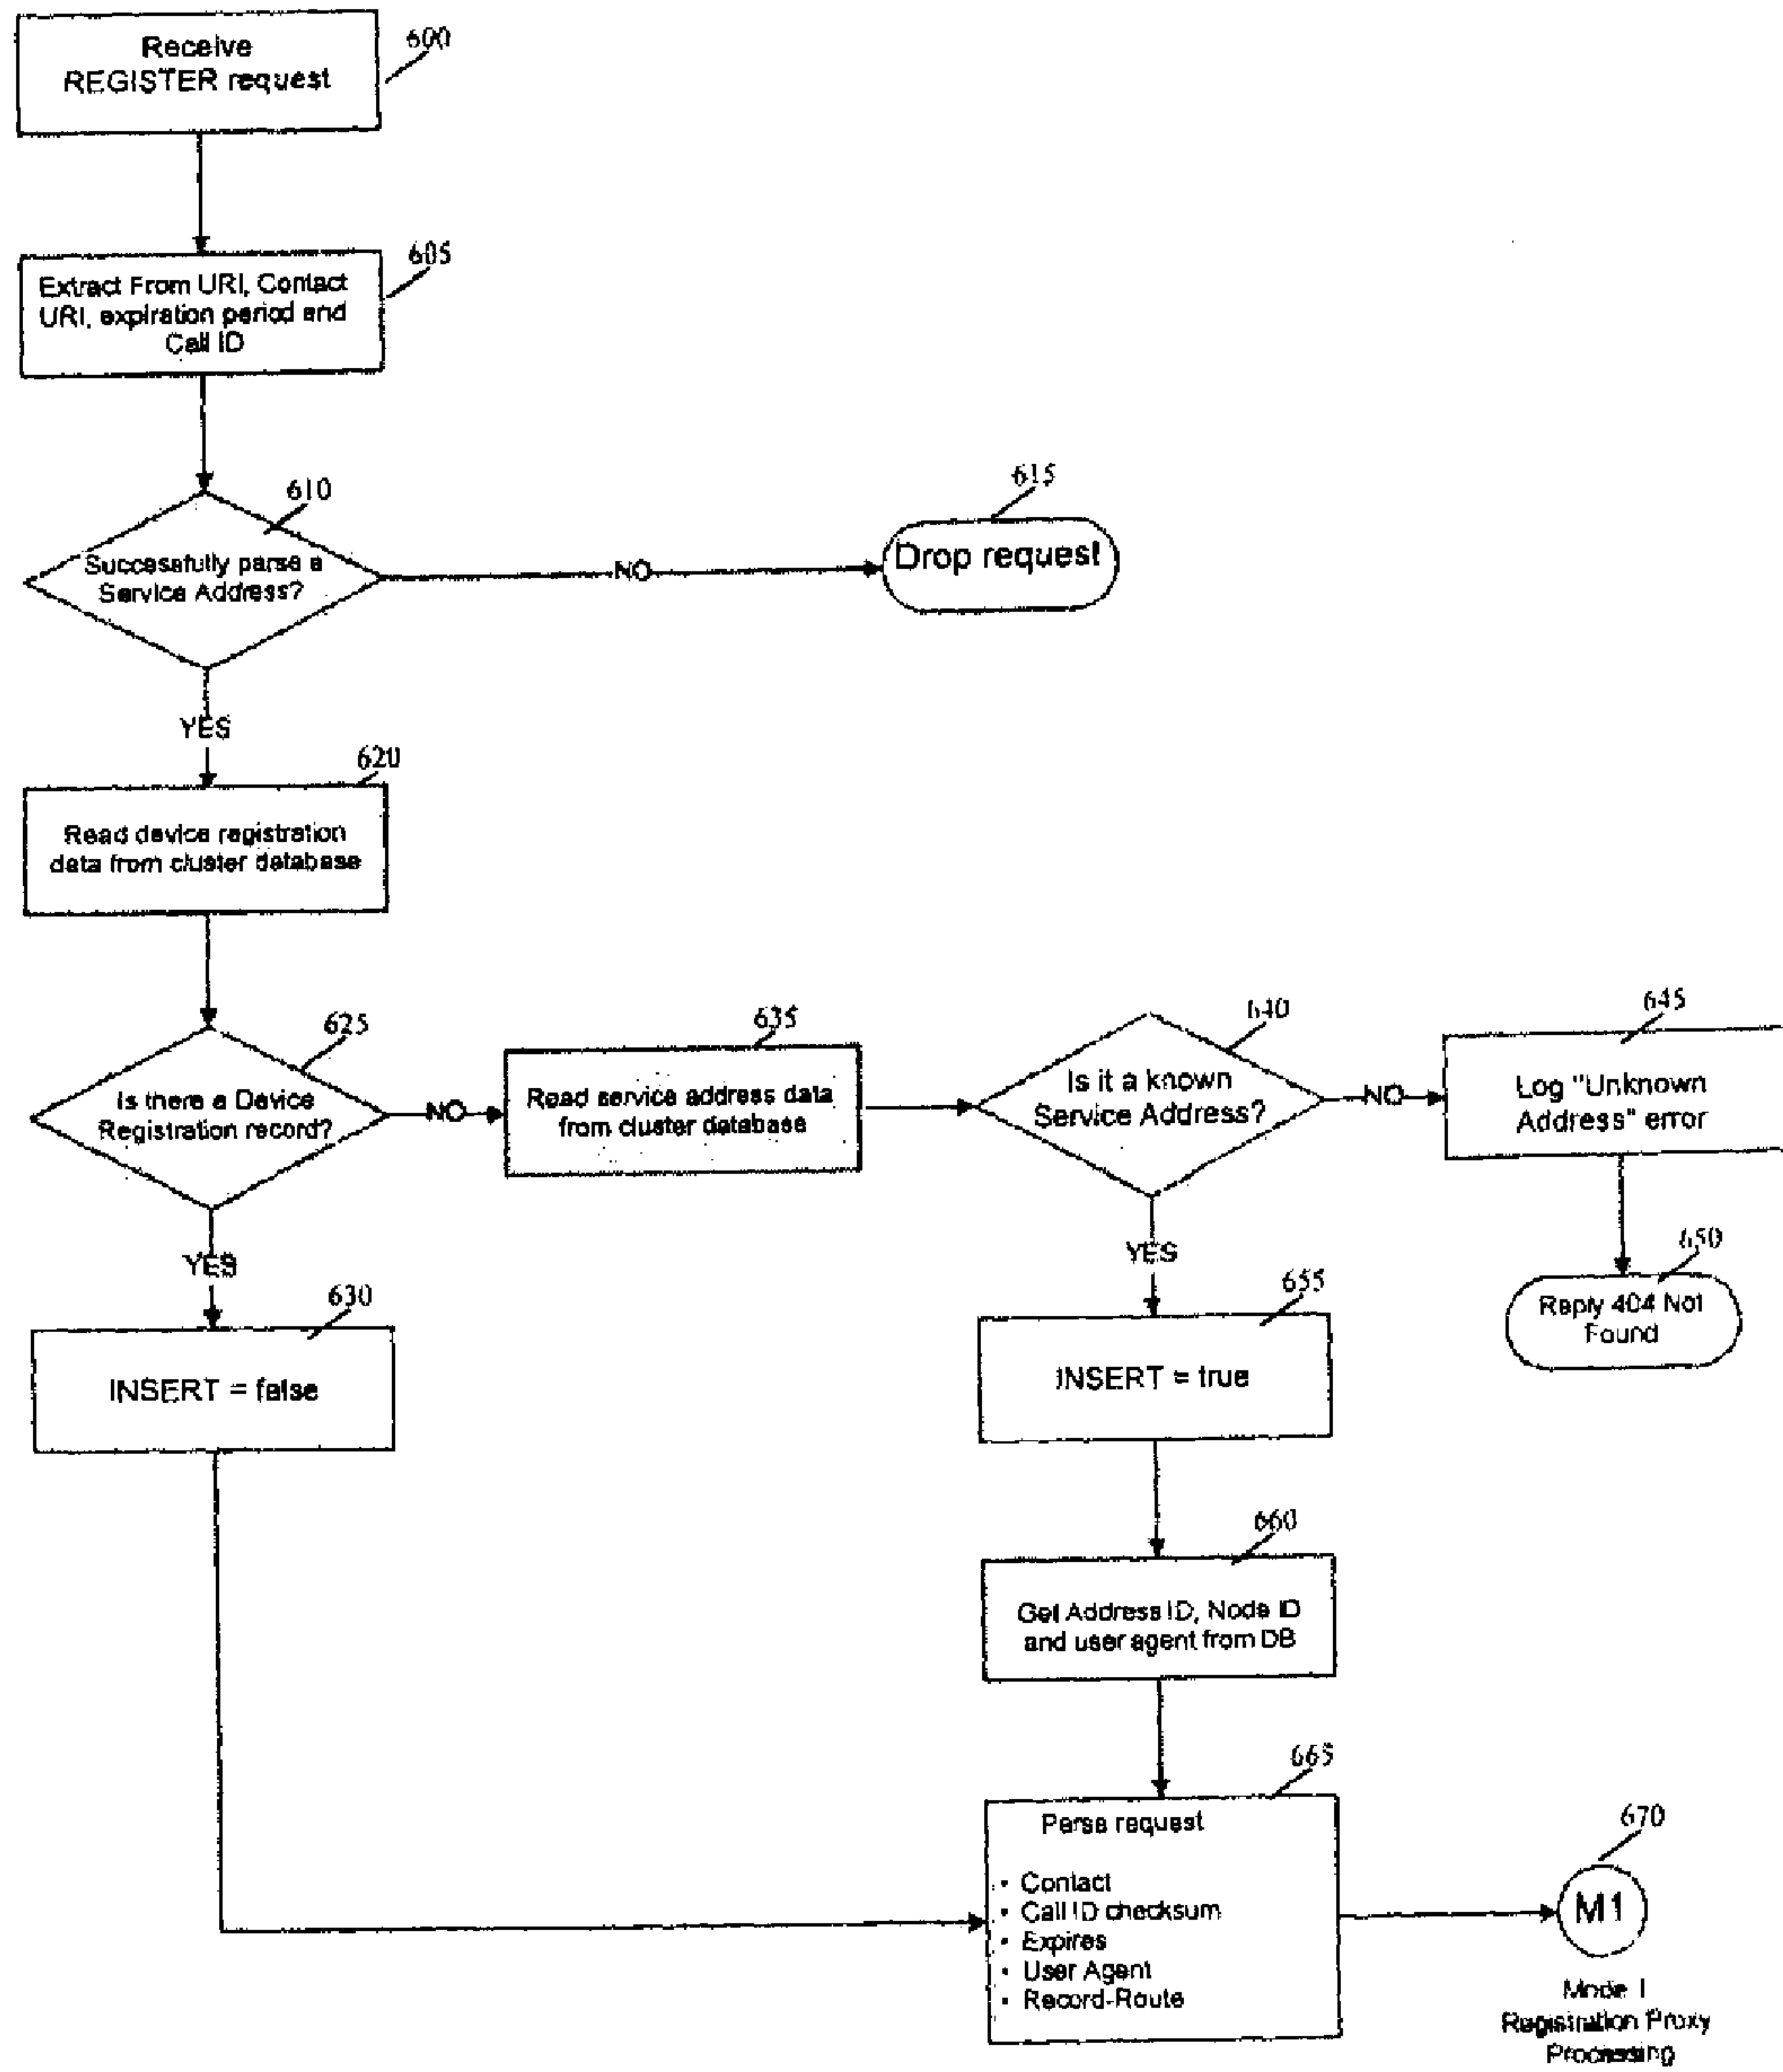 Receive
REGISTER request
600
Extract From URI, Contact
URI, expiration period and
Call ID
605
Successfully parse a
Service Address?
610
NO
Drop request
615
YES
Read device registration
data from cluster database
620
Is there a Device
Registration record?
625
NO
Read service address data
from cluster database
635
Is it a known
Service Address?
640
NO
Log "Unknown
Address" error
645
Reply 404 Not
Found
650
YES
INSERT = false
630
YES
INSERT = true
655
Get Address ID, Node ID
and user agent from DB
660
Parse request
• Contact
• Call ID checksum
• Expires
• User Agent
• Record-Route
665
M1
670
Mode I
Registration Proxy
Processing